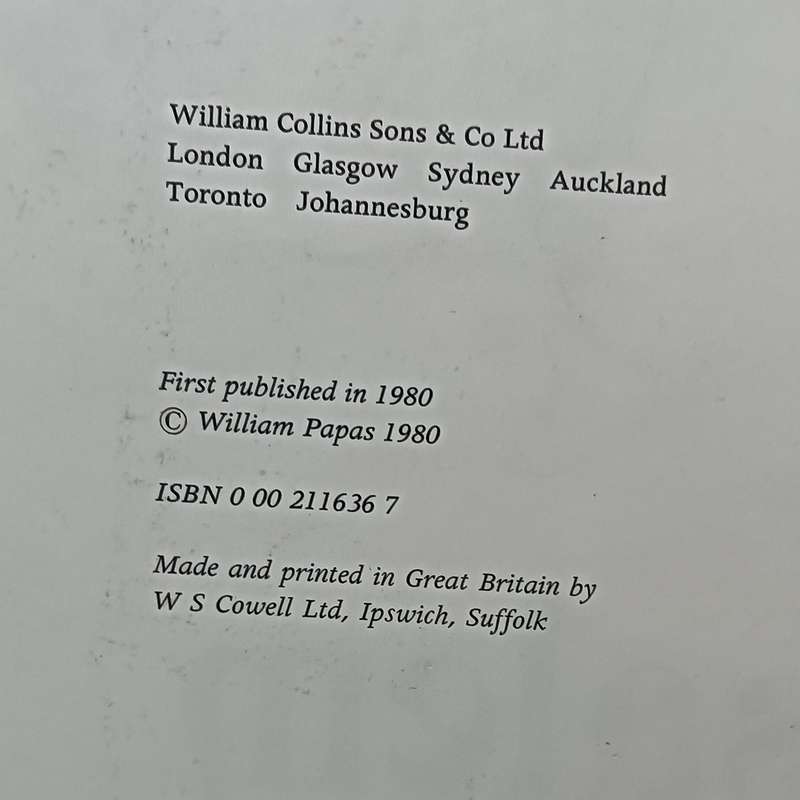 William Collins Sons & Co Ltd
London Glasgow Sydney Auckland
Toronto Johannesburg
First published in 1980
© William Papas 1980
ISBN 0 00 211636 7
Made and printed in Great Britain by
W S Cowell Ltd, Ipswich, Suffolk